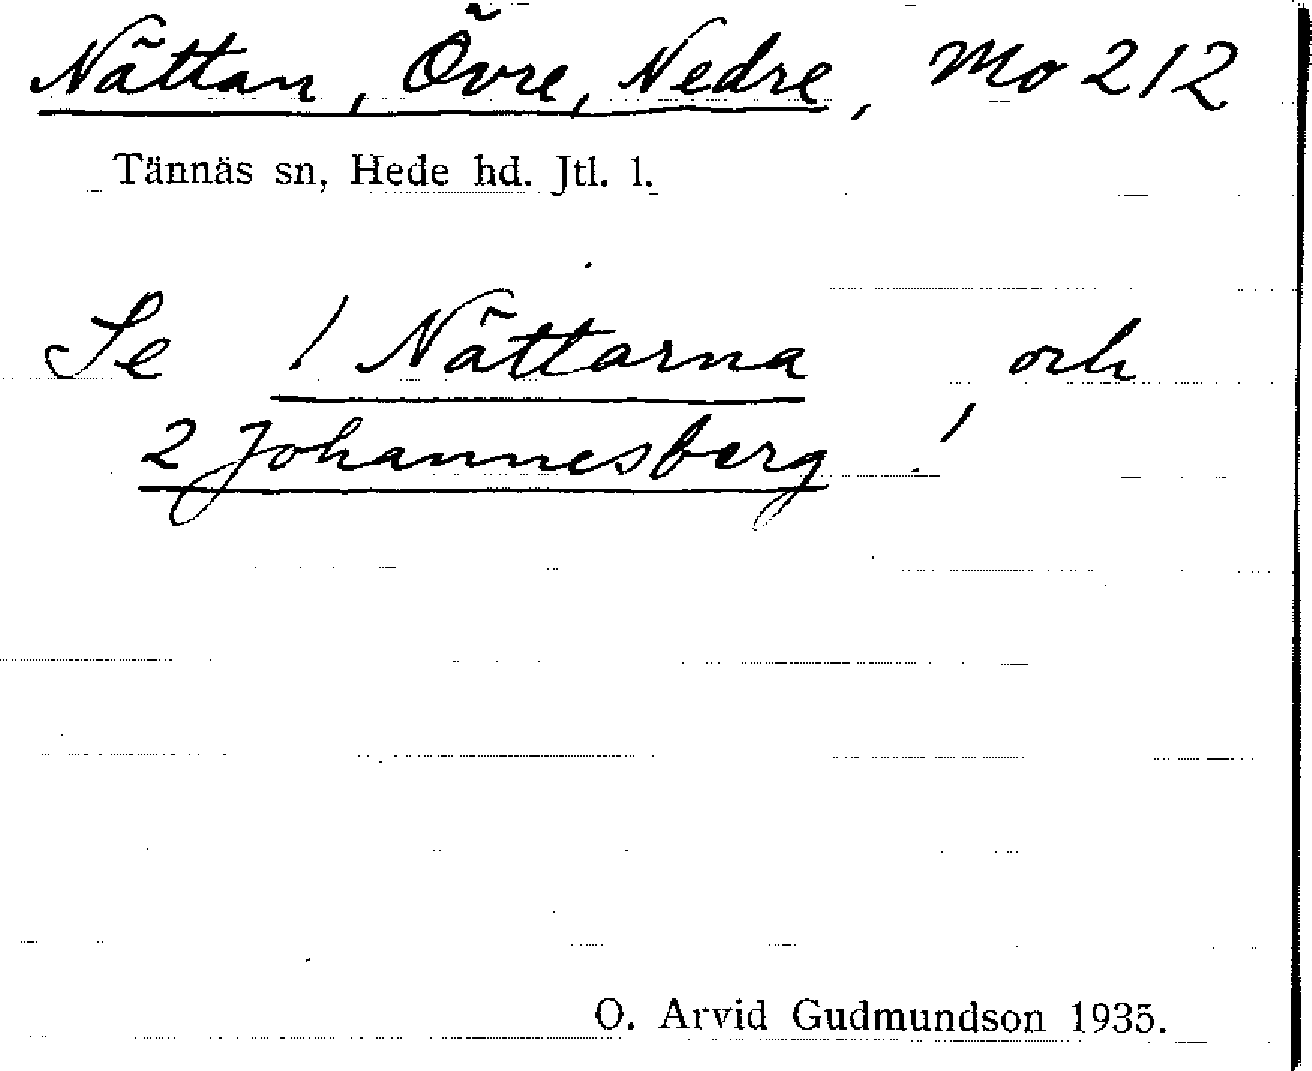 Nättan, Övre, Nedre, Mo 212
Tännäs sn, Hede hd. Jtl. l.
Se 1 Nättarna, och
2 Johannesberg!
O. Arvid Gudmundson 1935.